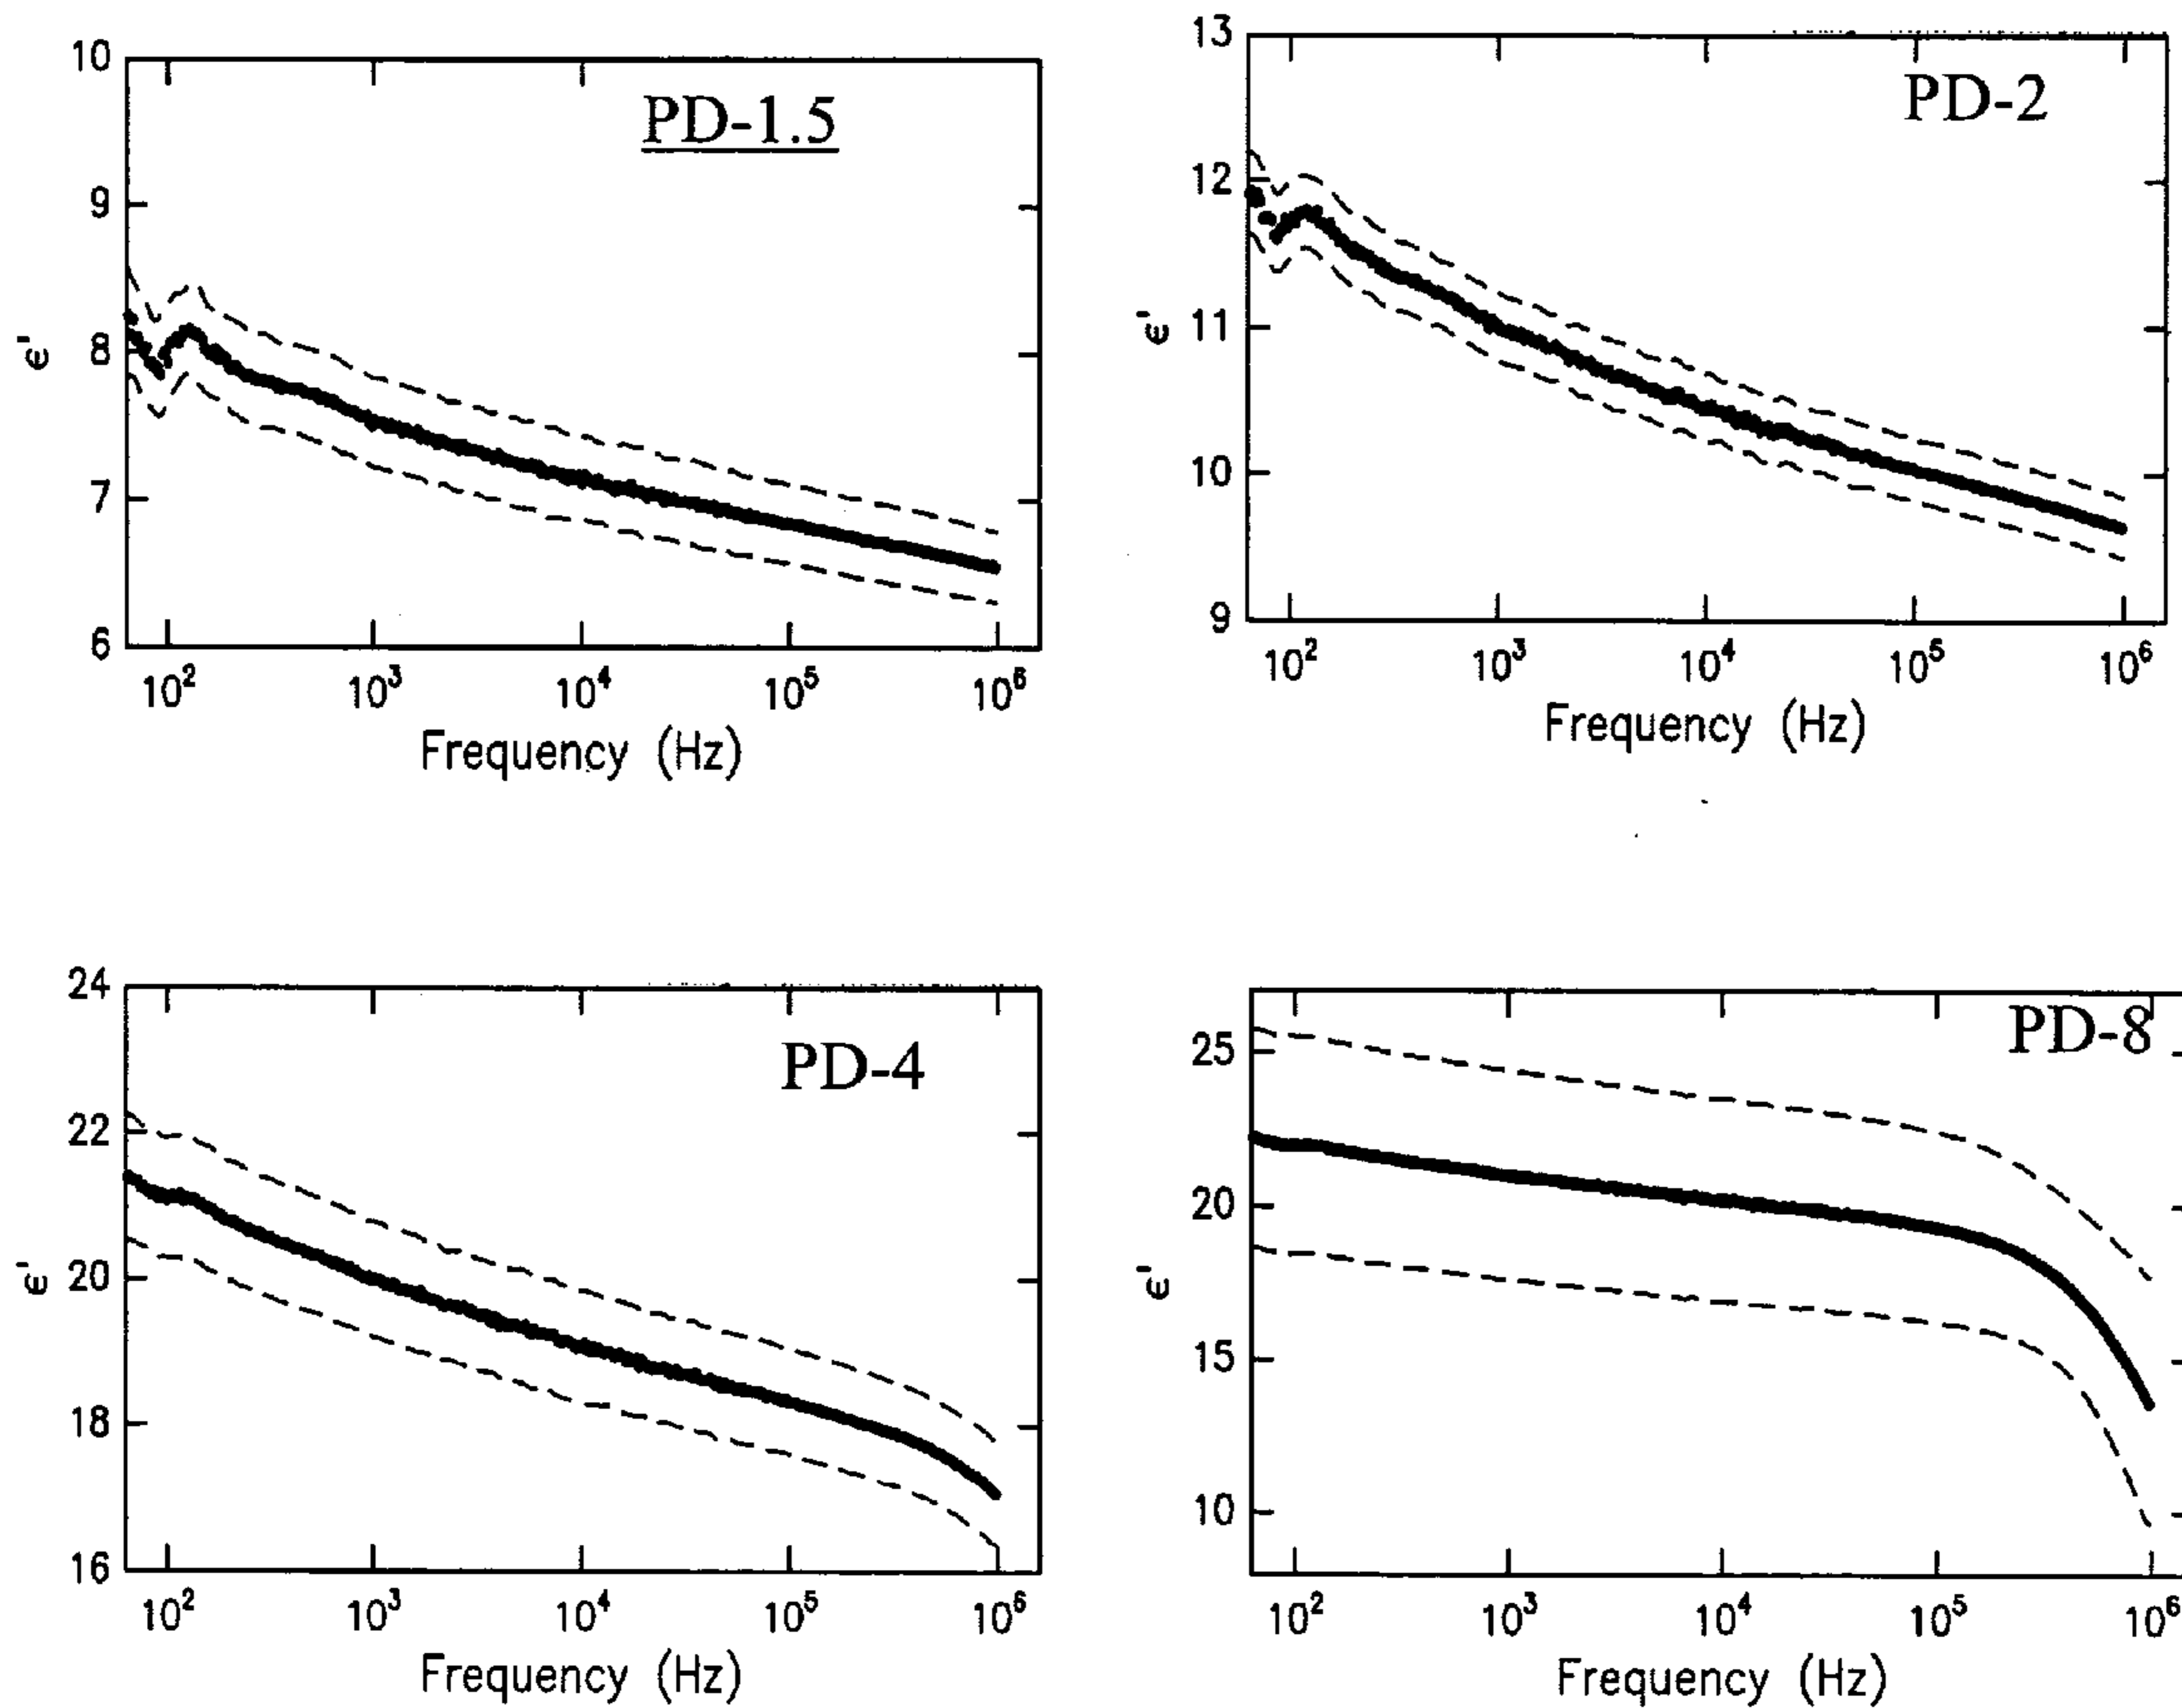 10
PD-1.5
9
ϵ'
8
7
6
10² 10³ 10⁴ 10⁵ 10⁶
Frequency (Hz)
13
PD-2
12
ϵ'
11
10
9
10² 10³ 10⁴ 10⁵ 10⁶
Frequency (Hz)
24
PD-4
22
ϵ'
20
18
16
10² 10³ 10⁴ 10⁵ 10⁶
Frequency (Hz)
PD-8
25
20
ϵ'
15
10
10² 10³ 10⁴ 10⁵ 10⁶
Frequency (Hz)